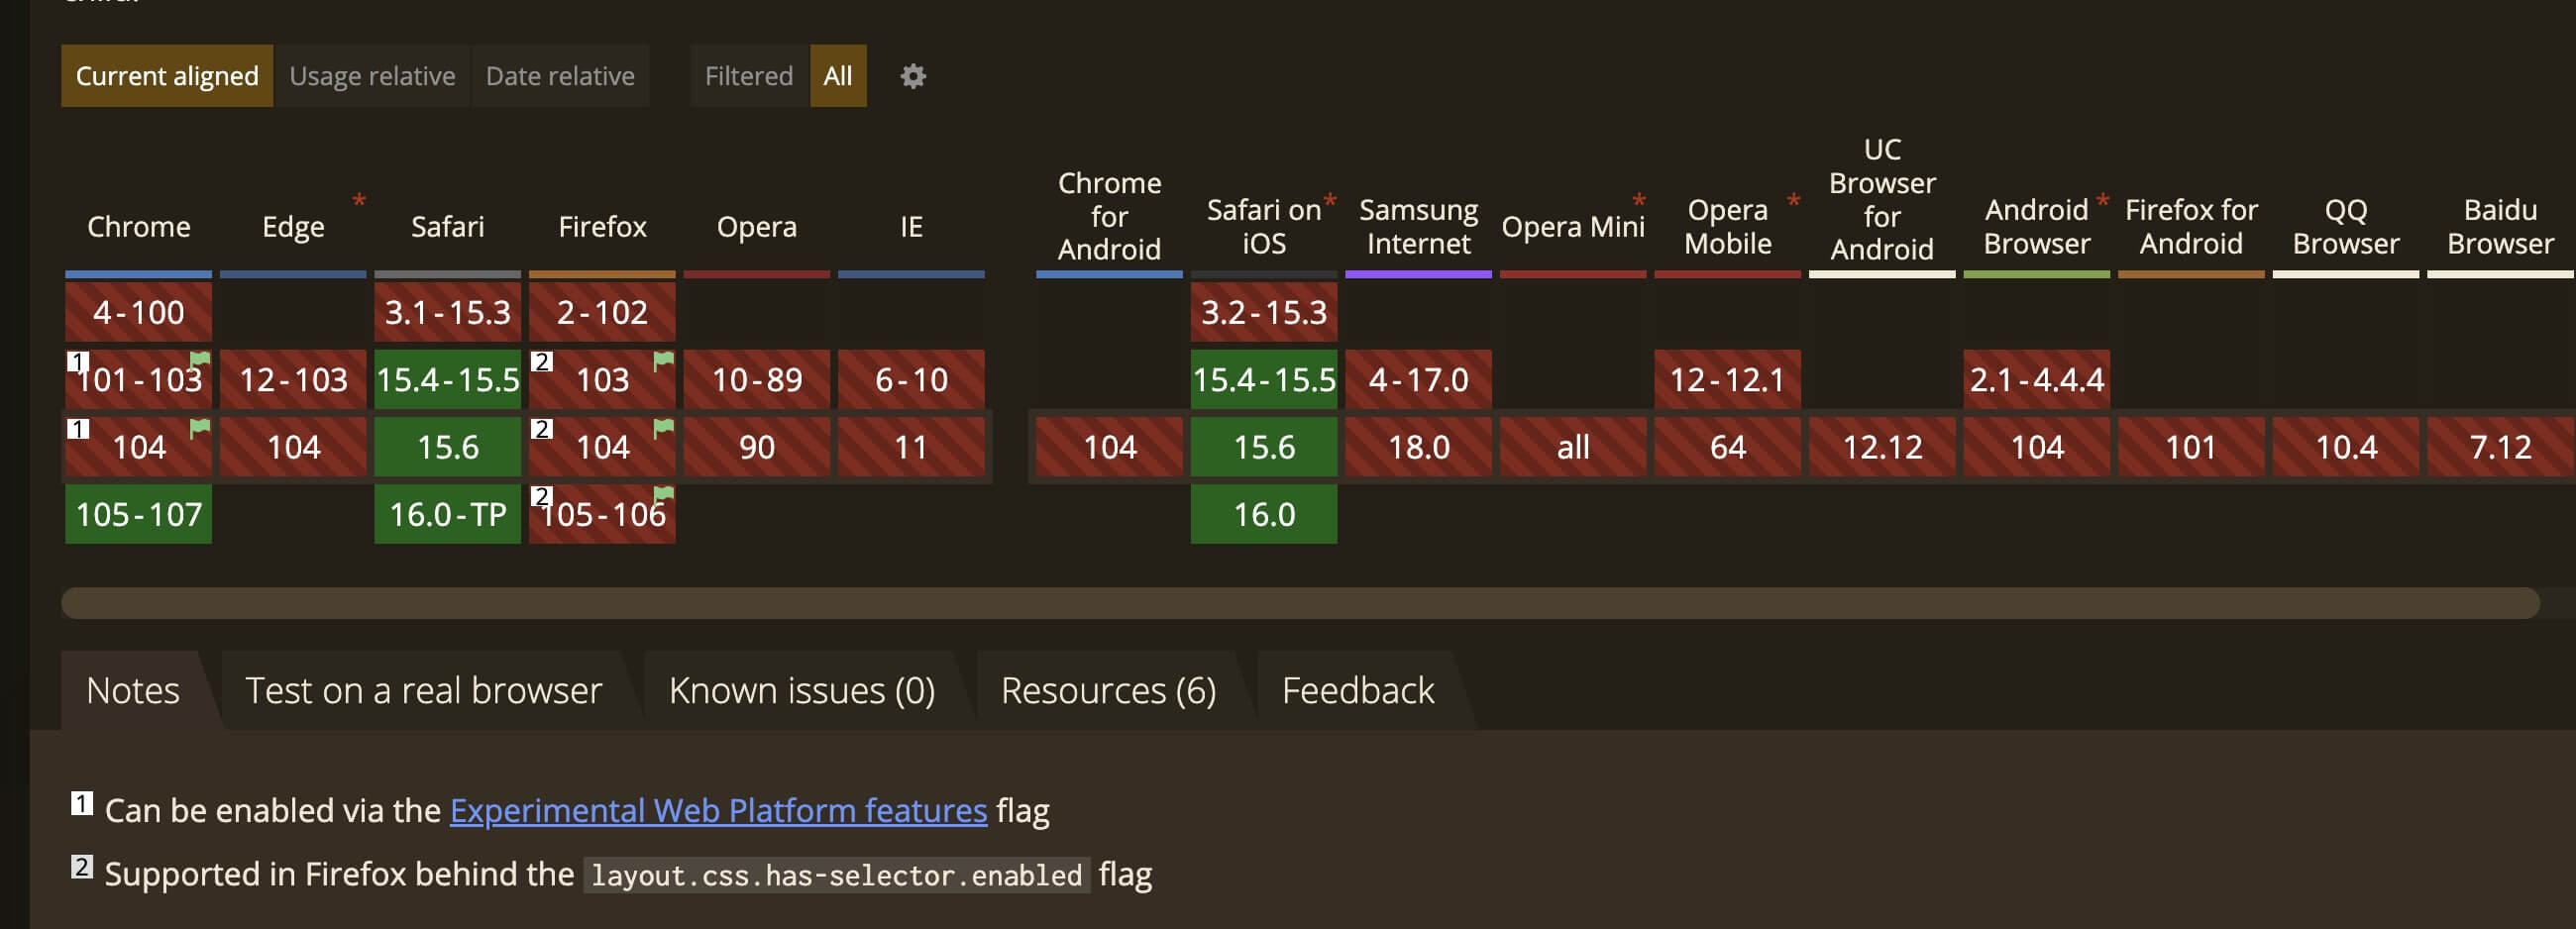 Current aligned Usage relative Date relative Filtered All
Chrome Edge * Safari Firefox Opera IE Chrome for Android Safari on iOS * Samsung Internet Opera Mini * Opera Mobile * UC Browser for Android Android Browser * Firefox for Android QQ Browser Baidu Browser
4-100 3.1-15.3 2-102 3.2-15.3
1 101-103 12-103 15.4-15.5 2 103 10-89 6-10 15.4-15.5 4-17.0 12-12.1 2.1-4.4.4
1 104 104 15.6 2 104 90 11 104 15.6 18.0 all 64 12.12 104 101 10.4 7.12
105-107 16.0-TP 2 105-106 16.0
Notes Test on a real browser Known issues (0) Resources (6) Feedback
1 Can be enabled via the Experimental Web Platform features flag
2 Supported in Firefox behind the layout.css.has-selector.enabled flag